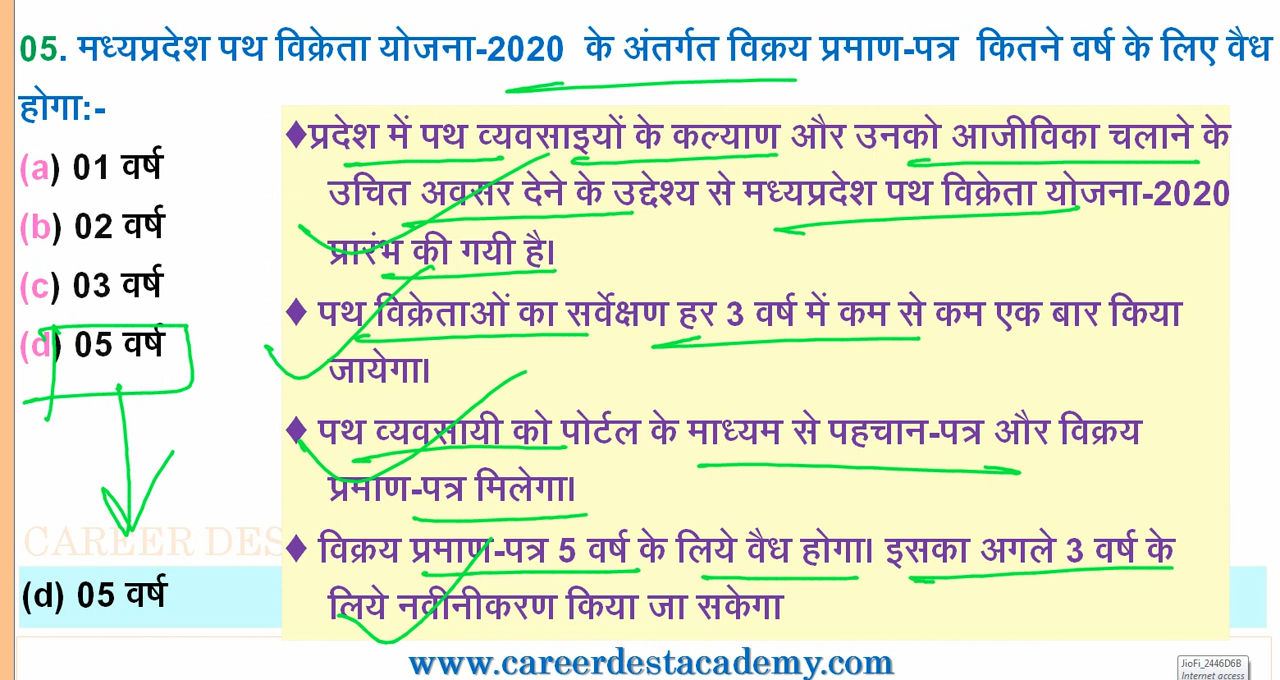 05. मध्यप्रदेश पथ विक्रेता योजना-2020 के अंतर्गत विक्रय प्रमाण-पत्र कितने वर्ष के लिए वैध
होगा:-
(a) 01 वर्ष
(b) 02 वर्ष
(c) 03 वर्ष
(d) 05 वर्ष
♦प्रदेश में पथ व्यवसाइयों के कल्याण और उनको आजीविका चलाने के
उचित अवसर देने के उद्देश्य से मध्यप्रदेश पथ विक्रेता योजना-2020
प्रारंभ की गयी है।
♦ पथ विक्रेताओं का सर्वेक्षण हर 3 वर्ष में कम से कम एक बार किया
जायेगा।
♦ पथ व्यवसायी को पोर्टल के माध्यम से पहचान-पत्र और विक्रय
प्रमाण-पत्र मिलेगा।
♦ विक्रय प्रमाण-पत्र 5 वर्ष के लिये वैध होगा। इसका अगले 3 वर्ष के
लिये नवीनीकरण किया जा सकेगा
CAREER DES
(d) 05 वर्ष
www.careerdestacademy.com
JioFi_2446D6B
Internet access